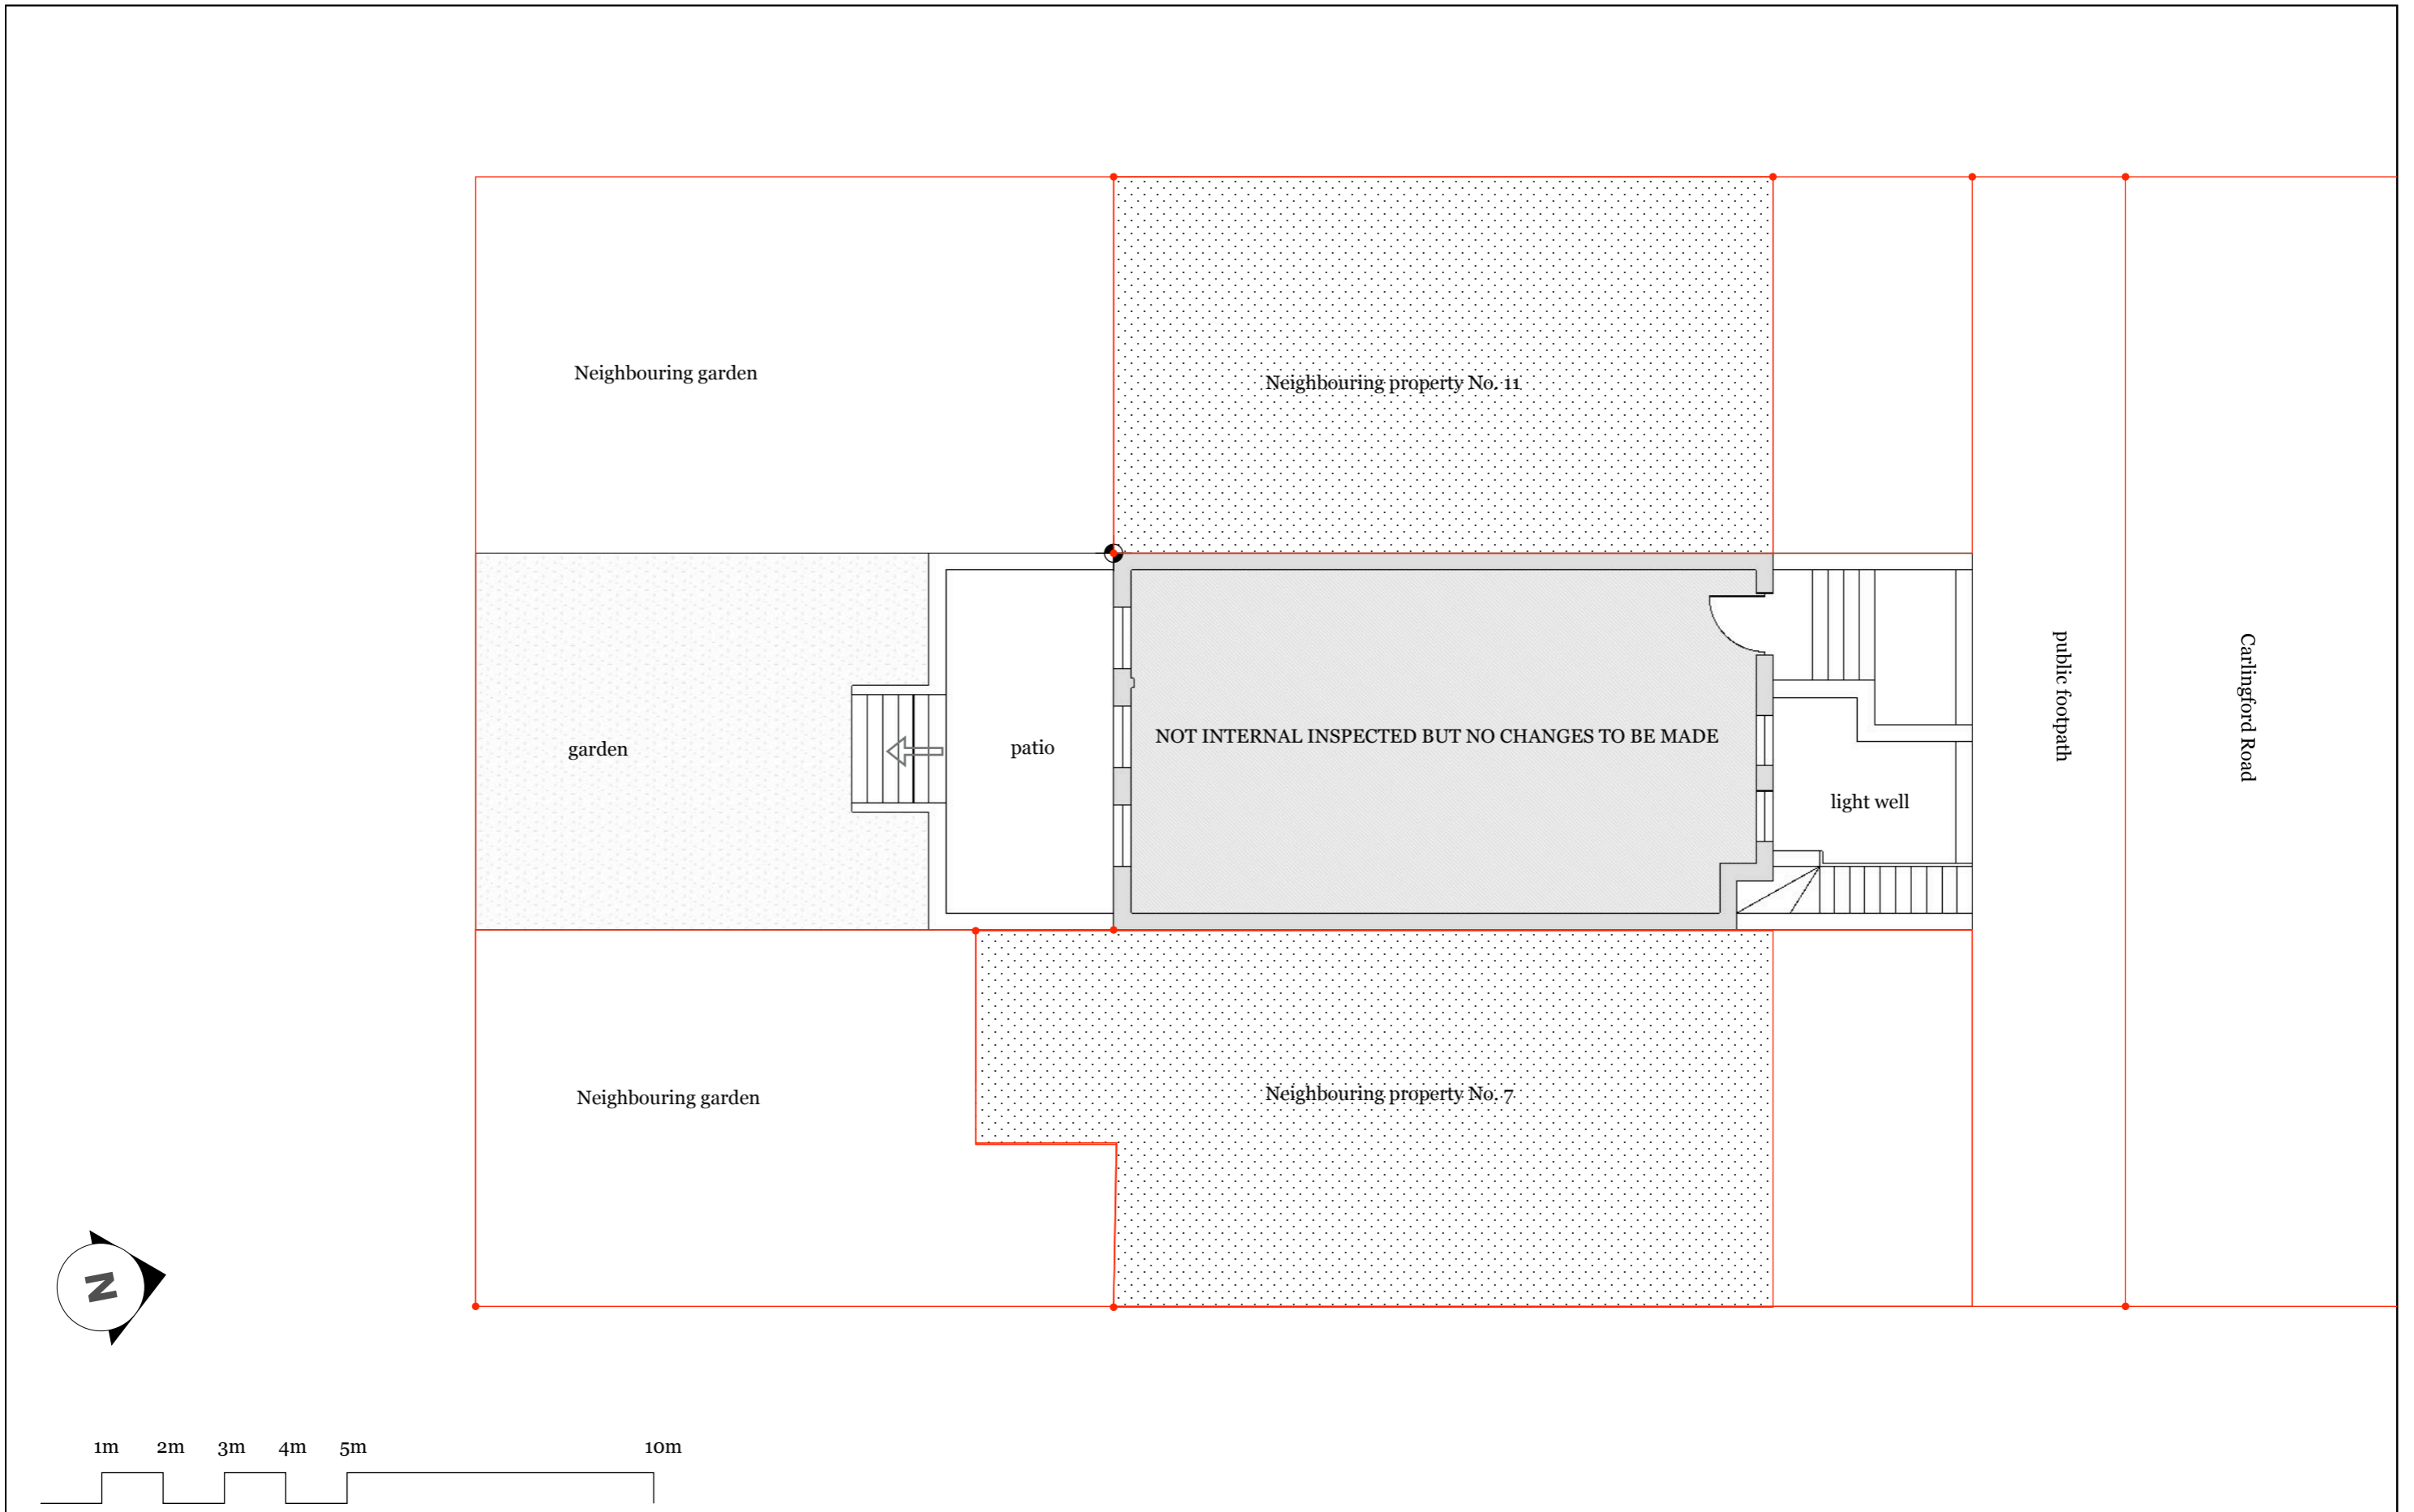 Neighbouring garden
Neighbouring property No. 11
garden
patio
NOT INTERNAL INSPECTED BUT NO CHANGES TO BE MADE
light well
public footpath
Carlingford Road
Neighbouring garden
Neighbouring property No. 7
N
1m 2m 3m 4m 5m 10m